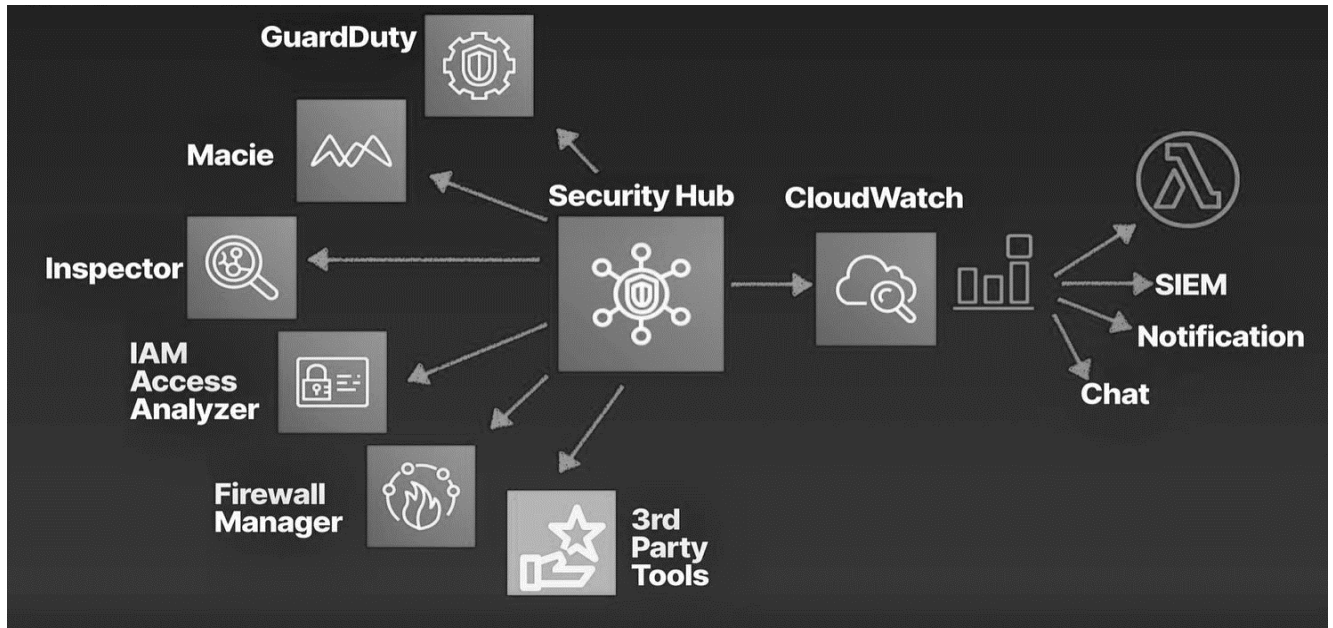 GuardDuty
Macie
Security Hub
CloudWatch
Inspector
SIEM
Notification
IAM
Access
Analyzer
Chat
Firewall
Manager
3rd
Party
Tools